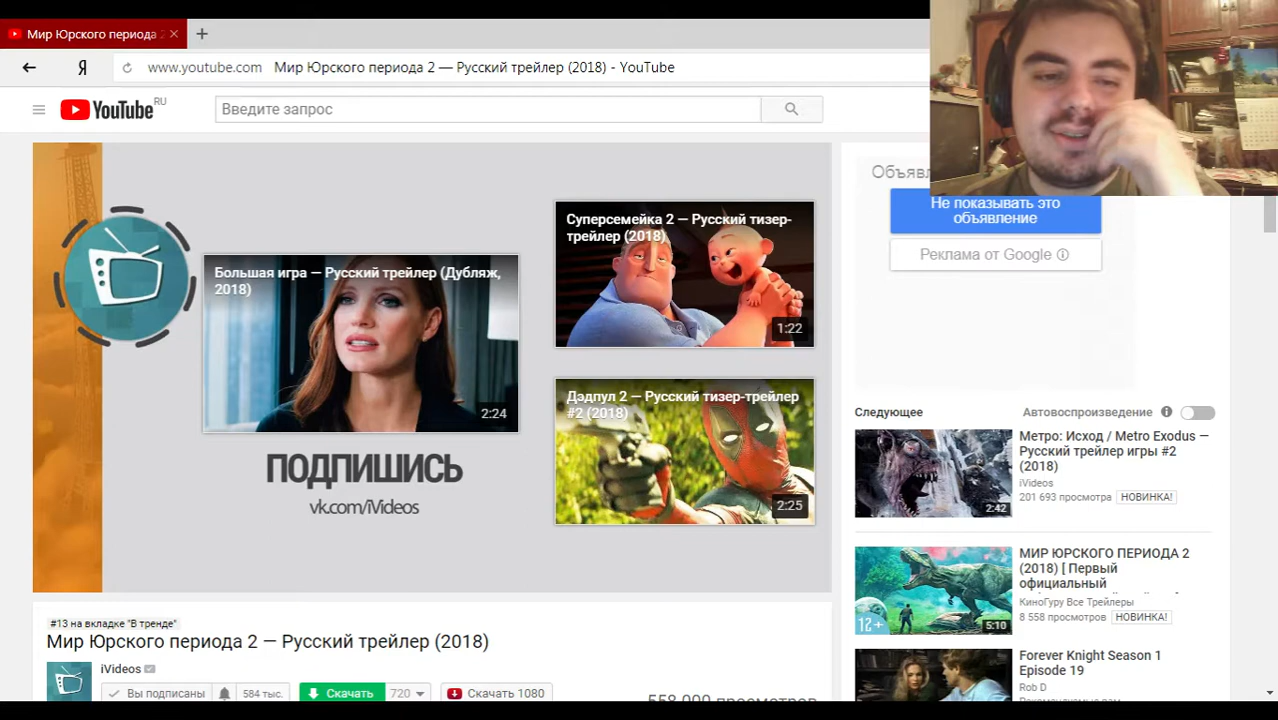 Мир Юрского периода 2
Я
www.youtube.com Мир Юрского периода 2 — Русский трейлер (2018) - YouTube
YouTube RU
Введите запрос
Большая игра — Русский трейлер (Дубляж,
2018)
2:24
Суперсемейка 2 — Русский тизер-
трейлер (2018)
1:22
Дэдпул 2 — Русский тизер-трейлер
#2 (2018)
2:25
ПОДПИШИСЬ
vk.com/iVideos
#13 на вкладке "В тренде"
Мир Юрского периода 2 — Русский трейлер (2018)
iVideos
Вы подписаны 584 тыс. Скачать 720 Скачать 1080
558 000 просмотров
Не показывать это
объявление
Реклама от Google
Следующее Автовоспроизведение
Метро: Исход / Metro Exodus —
Русский трейлер игры #2
(2018)
iVideos
201 693 просмотра НОВИНКА!
2:42
МИР ЮРСКОГО ПЕРИОДА 2
(2018) [ Первый
официальный
КиноГуру Все Трейлеры
8 558 просмотров НОВИНКА!
12+
5:10
Forever Knight Season 1
Episode 19
Rob D